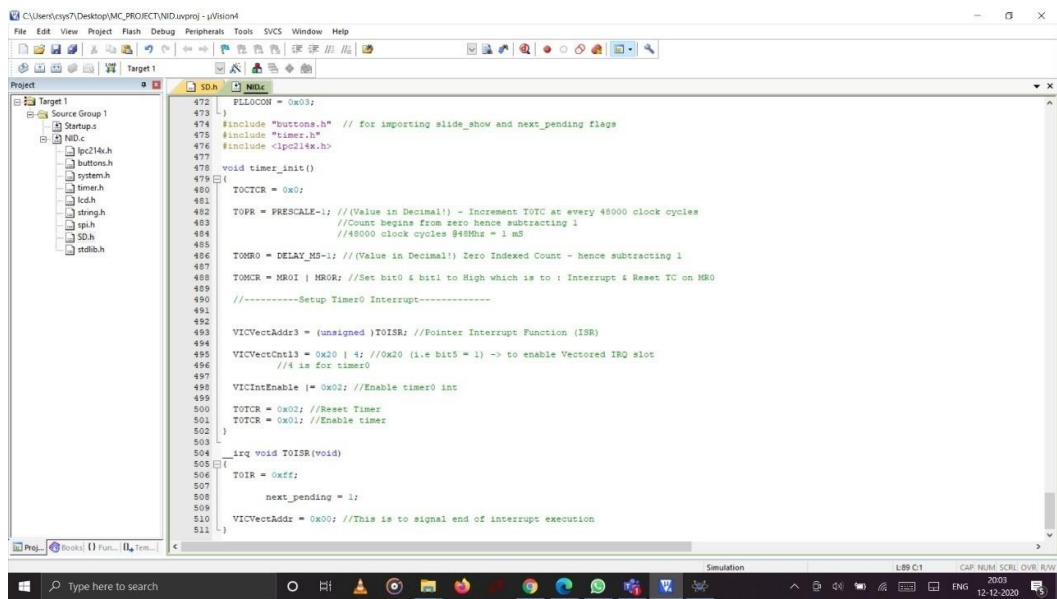 C:\Users\csys7\Desktop\MC_PROJECT\NID.uvproj - µVision4
File Edit View Project Flash Debug Peripherals Tools SVCS Window Help
Target 1
Project
SD.h NID.c
Target 1
Source Group 1
Startup.s
NID.c
lpc214x.h
buttons.h
system.h
timer.h
lcd.h
string.h
spi.h
SD.h
stdlib.h
472 PLL0CON = 0x03;
473 }
474 #include "buttons.h" // for importing slide_show and next_pending flags
475 #include "timer.h"
476 #include <lpc214x.h>
477
478 void timer_init()
479 {
480 T0CTCR = 0x0;
481
482 T0PR = PRESCALE-1; //(Value in Decimal!) - Increment T0TC at every 48000 clock cycles
483 //Count begins from zero hence subtracting 1
484 //48000 clock cycles @48Mhz = 1 mS
485
486 T0MR0 = DELAY_MS-1; //(Value in Decimal!) Zero Indexed Count - hence subtracting 1
487
488 T0MCR = MR0I | MR0R; //Set bit0 & bit1 to High which is to : Interrupt & Reset TC on MR0
489
490 //----------Setup Timer0 Interrupt-------------
491
492
493 VICVectAddr3 = (unsigned )T0ISR; //Pointer Interrupt Function (ISR)
494
495 VICVectCntl3 = 0x20 | 4; //0x20 (i.e bit5 = 1) -> to enable Vectored IRQ slot
496 //4 is for timer0
497
498 VICIntEnable |= 0x02; //Enable timer0 int
499
500 T0TCR = 0x02; //Reset Timer
501 T0TCR = 0x01; //Enable timer
502 }
503
504 __irq void T0ISR(void)
505 {
506 T0IR = 0xff;
507
508 next_pending = 1;
509
510 VICVectAddr = 0x00; //This is to signal end of interrupt execution
511 }
Proj... Books {} Fun... Tem...
Simulation L:89 C:1 CAP NUM SCRL OVR R/W
Type here to search
ENG
20:03
12-12-2020